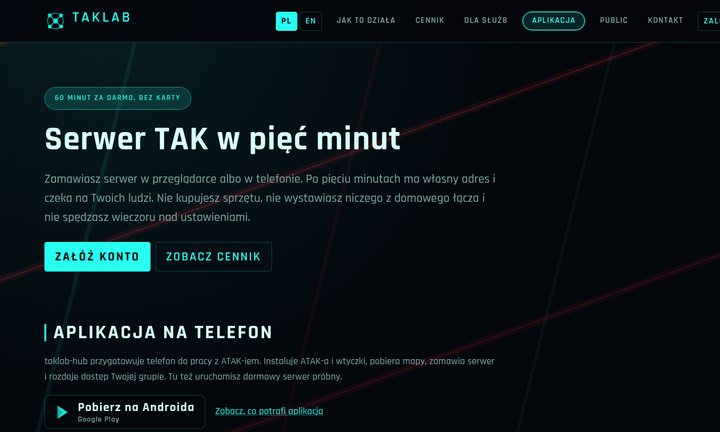 TAKLAB
PL EN JAK TO DZIAŁA CENNIK DLA SŁUŻB APLIKACJA PUBLIC KONTAKT
60 MINUT ZA DARMO. BEZ KARTY
Serwer TAK w pięć minut
Zamawiasz serwer w przeglądarce albo w telefonie. Po pięciu minutach ma własny adres i
czeka na Twoich ludzi. Nie kupujesz sprzętu, nie wystawiasz niczego z domowego łącza i
nie spędzasz wieczoru nad ustawieniami.
ZAŁÓŻ KONTO ZOBACZ CENNIK
APLIKACJA NA TELEFON
taklab-hub przygotowuje telefon do pracy z ATAK-iem. Instaluje ATAK-a i wtyczki, pobiera mapy, zamawia serwer
i rozdaje dostęp Twojej grupie. Tu też uruchomisz darmowy serwer próbny.
Pobierz na Androida
Google Play
Zobacz, co potrafi aplikacja